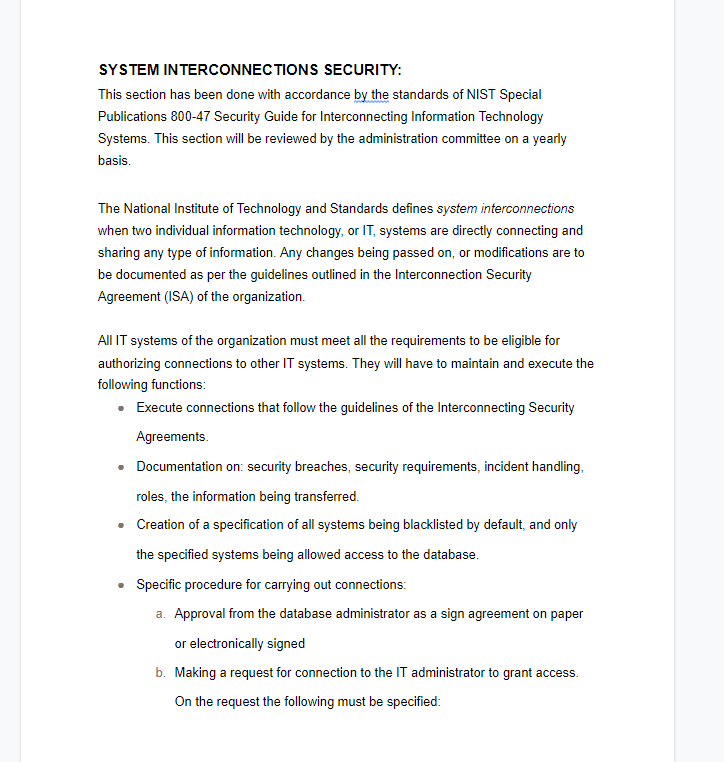 SYSTEM INTERCONNECTIONS SECURITY:
This section has been done with accordance by the standards of NIST Special
Publications 800-47 Security Guide for Interconnecting Information Technology
Systems. This section will be reviewed by the administration committee on a yearly
basis.
The National Institute of Technology and Standards defines system interconnections
when two individual information technology, or IT, systems are directly connecting and
sharing any type of information. Any changes being passed on, or modifications are to
be documented as per the guidelines outlined in the Interconnection Security
Agreement (ISA) of the organization.
All IT systems of the organization must meet all the requirements to be eligible for
authorizing connections to other IT systems. They will have to maintain and execute the
following functions:
● Execute connections that follow the guidelines of the Interconnecting Security
Agreements.
● Documentation on: security breaches, security requirements, incident handling,
roles, the information being transferred.
● Creation of a specification of all systems being blacklisted by default, and only
the specified systems being allowed access to the database.
● Specific procedure for carrying out connections:
a. Approval from the database administrator as a sign agreement on paper
or electronically signed
b. Making a request for connection to the IT administrator to grant access.
On the request the following must be specified: